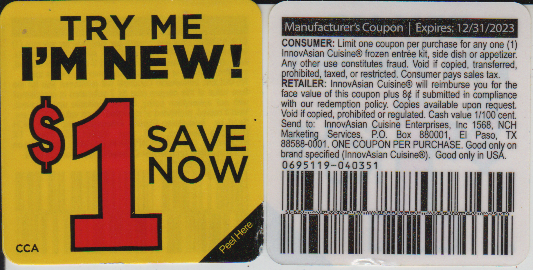 TRY ME
I'M NEW!
$1
SAVE
NOW
CCA
Peel Here
Manufacturer's Coupon | Expires: 12/31/2023
CONSUMER: Limit one coupon per purchase for any one (1)
InnovAsian Cuisine® frozen entrée kit, side dish or appetizer.
Any other use constitutes fraud. Void if copied, transferred,
prohibited, taxed, or restricted. Consumer pays sales tax.
RETAILER: InnovAsian Cuisine® will reimburse you for the
face value of this coupon plus 8¢ if submitted in compliance
with our redemption policy. Copies available upon request.
Void if copied, prohibited or regulated. Cash value 1/100 cent.
Send to: InnovAsian Cuisine Enterprises, Inc 1568, NCH
Marketing Services, P.O. Box 880001, El Paso, TX
88588-0001. ONE COUPON PER PURCHASE. Good only on
brand specified (InnovAsian Cuisine®). Good only in USA.
0695119-040351